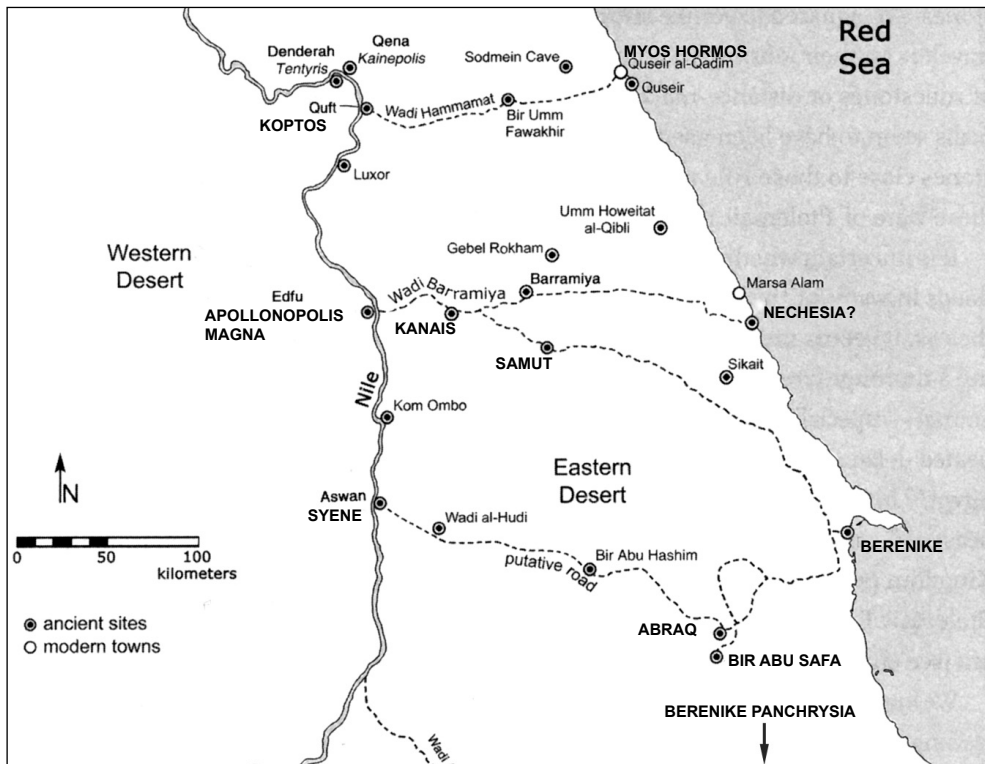 Red
Sea
Denderah
Tentyris
Qena
Kainepolis
Sodmein Cave
MYOS HORMOS
Quseir al-Qadim
Quseir
Quft
KOPTOS
Wadi Hammamat
Bir Umm
Fawakhir
Luxor
Western
Desert
Umm Howeitat
al-Qibli
Gebel Rokham
Edfu
APOLLONOPOLIS
MAGNA
Wadi Barramiya
Barramiya
KANAIS
Marsa Alam
NECHESIA?
SAMUT
Sikait
Nile
Kom Ombo
Eastern
Desert
N
Aswan
SYENE
Wadi al-Hudi
BERENIKE
0 50 100
kilometers
putative road
Bir Abu Hashim
ancient sites
modern towns
ABRAQ
BIR ABU SAFA
BERENIKE PANCHRYSIA
Wadi